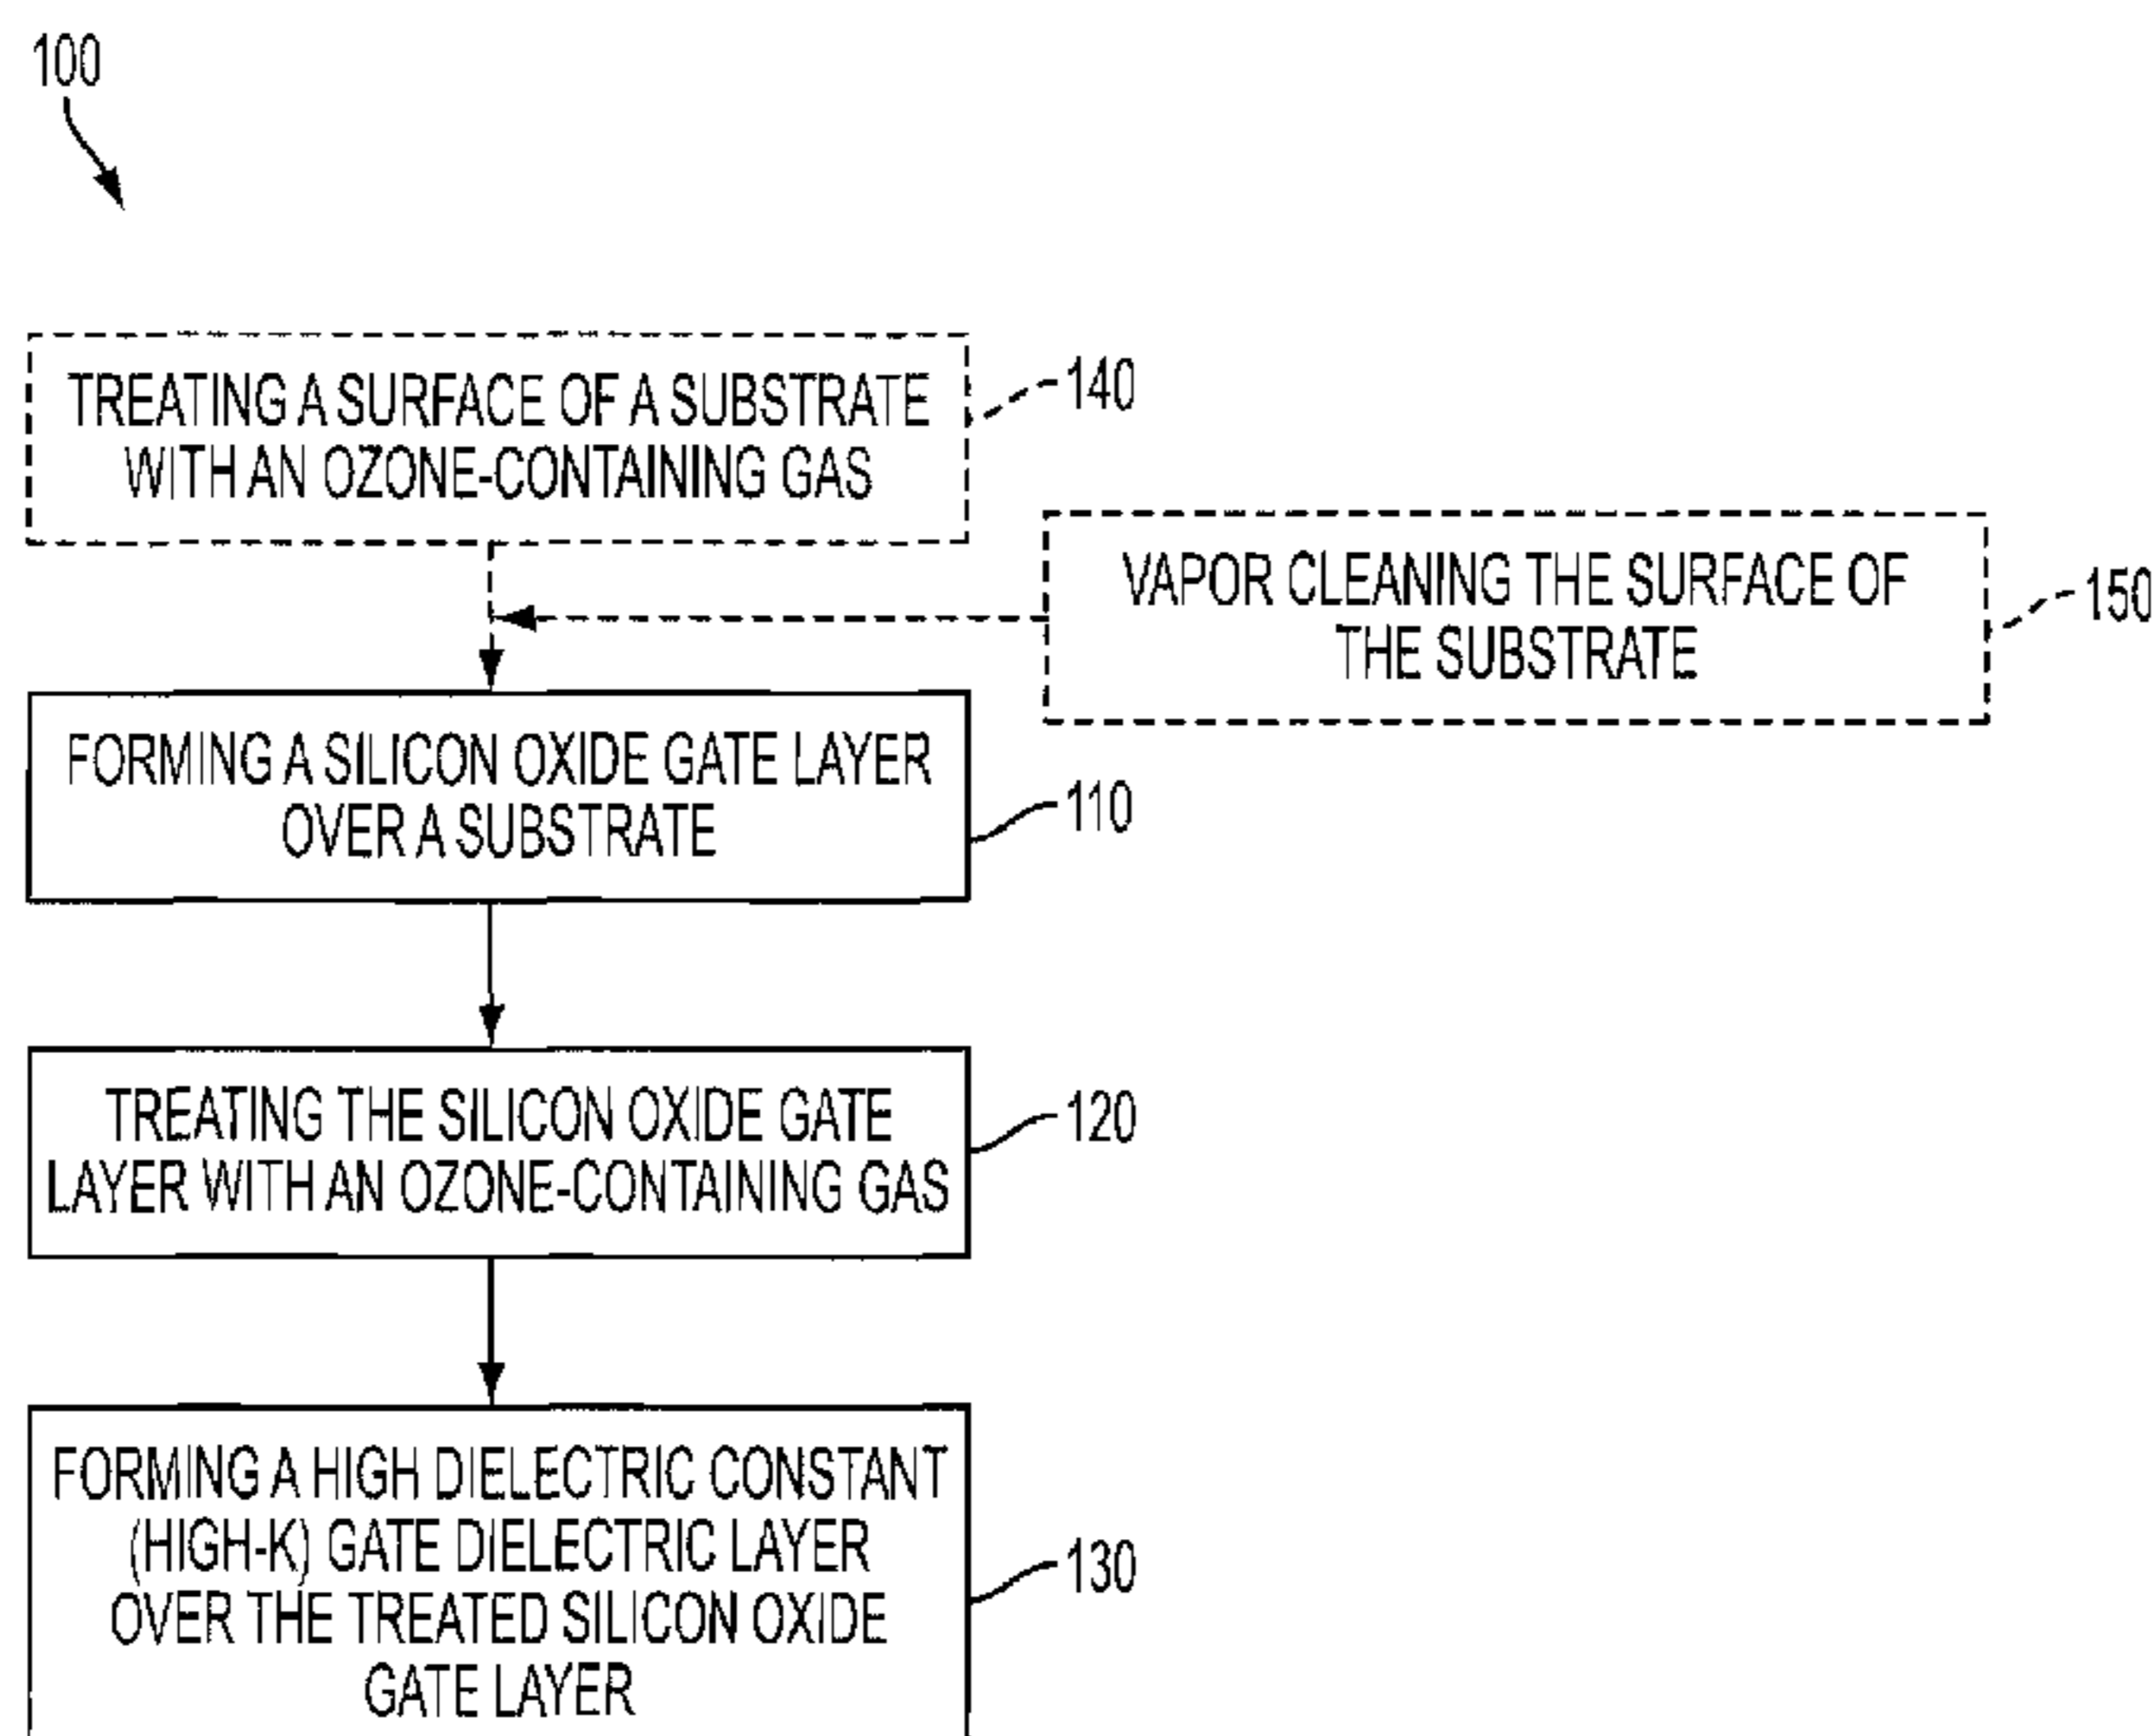 100
TREATING A SURFACE OF A SUBSTRATE
WITH AN OZONE-CONTAINING GAS
140
VAPOR CLEANING THE SURFACE OF
THE SUBSTRATE
150
FORMING A SILICON OXIDE GATE LAYER
OVER A SUBSTRATE
110
TREATING THE SILICON OXIDE GATE
LAYER WITH AN OZONE-CONTAINING GAS
120
FORMING A HIGH DIELECTRIC CONSTANT
(HIGH-K) GATE DIELECTRIC LAYER
OVER THE TREATED SILICON OXIDE
GATE LAYER
130